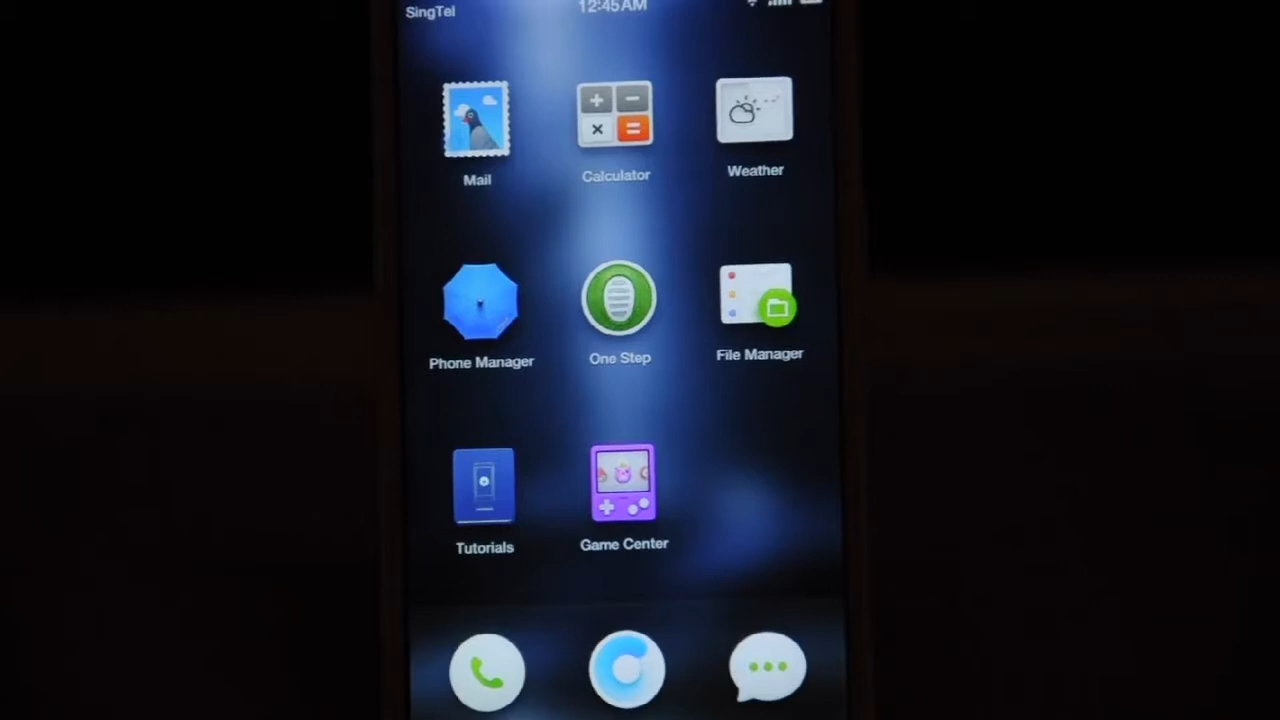 SingTel 12:45AM
Mail Calculator Weather
Phone Manager One Step File Manager
Tutorials Game Center